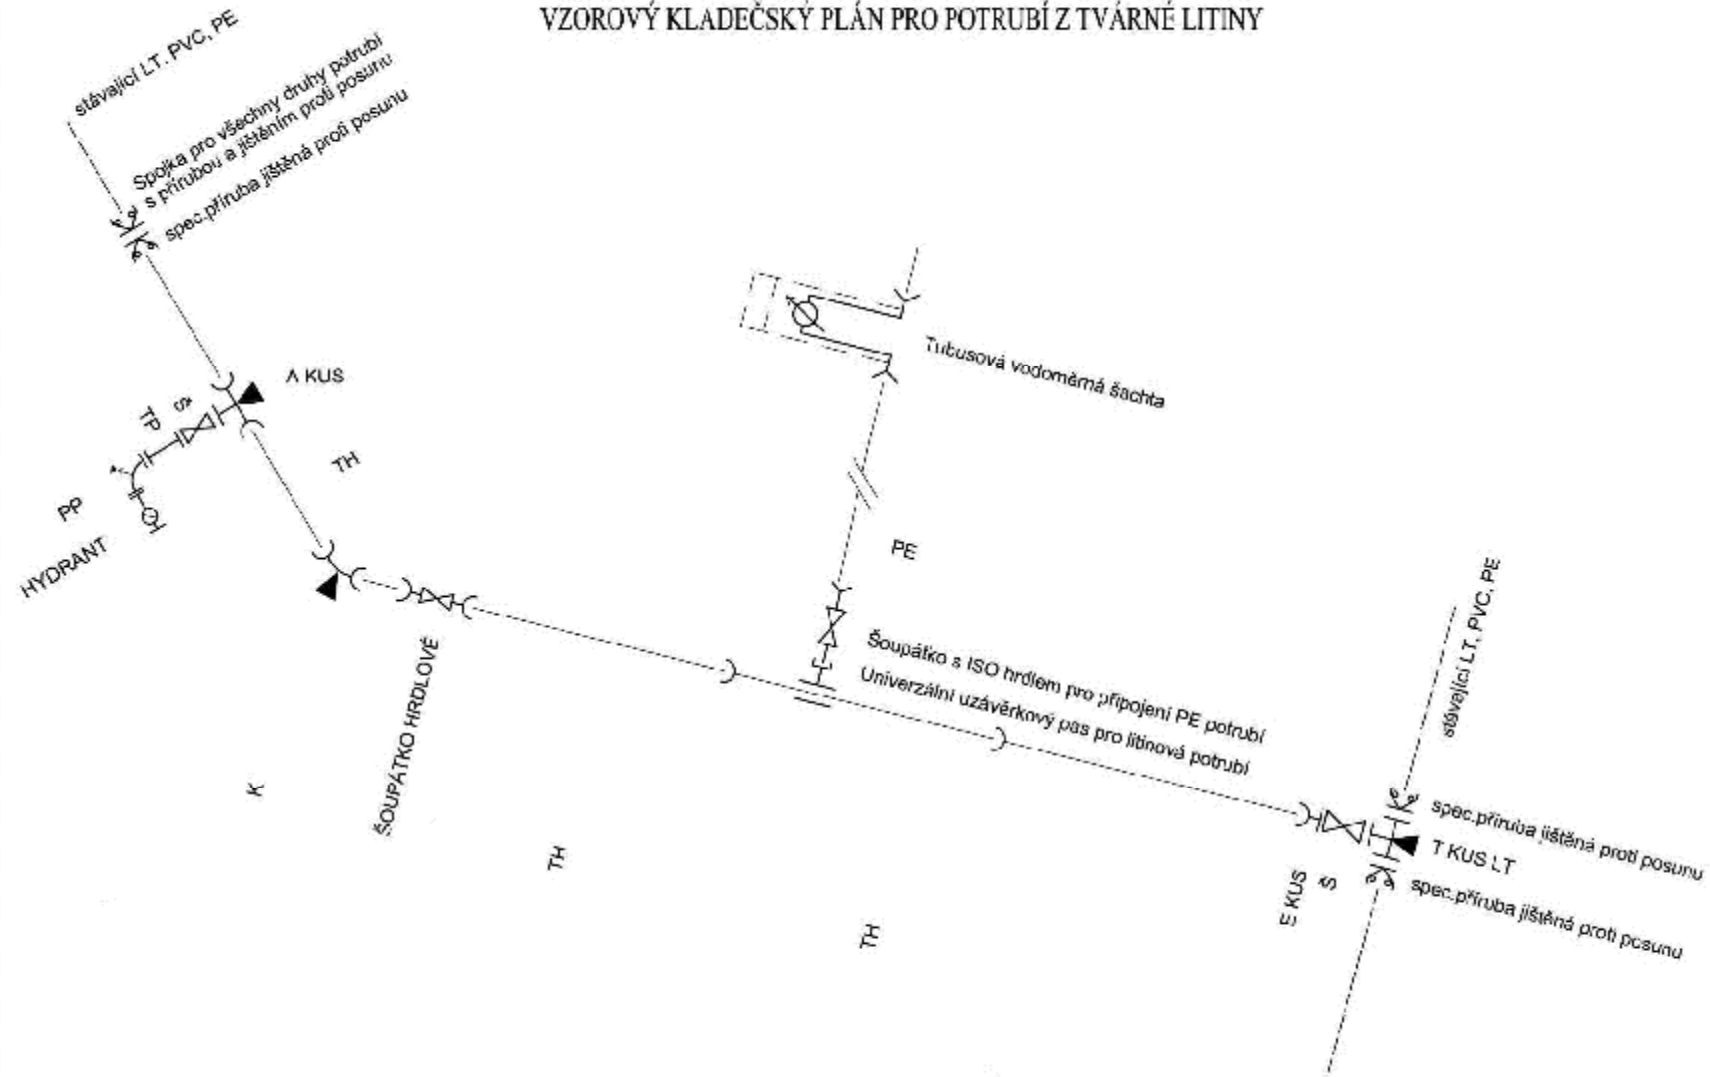 VZOROVÝ KLADEČSKÝ PLÁN PRO POTRUBÍ Z TVÁRNÉ LITINY
stávající LT, PVC, PE
Spojka pro všechny druhy potrubí
s přírubou a jištěním proti posunu
spec.příruba jištěná proti posunu
A KUS
Š
TP
TH
PP
HYDRANT
Tubusová vodoměrná šachta
PE
Šoupátko s ISO hrdlem pro připojení PE potrubí
Univerzální uzávěrkový pas pro litinová potrubí
ŠOUPÁTKO HRDLOVÉ
K
TH
TH
stávající LT, PVC, PE
spec.příruba jištěná proti posunu
T KUS LT
spec.příruba jištěná proti posunu
E KUS
Š